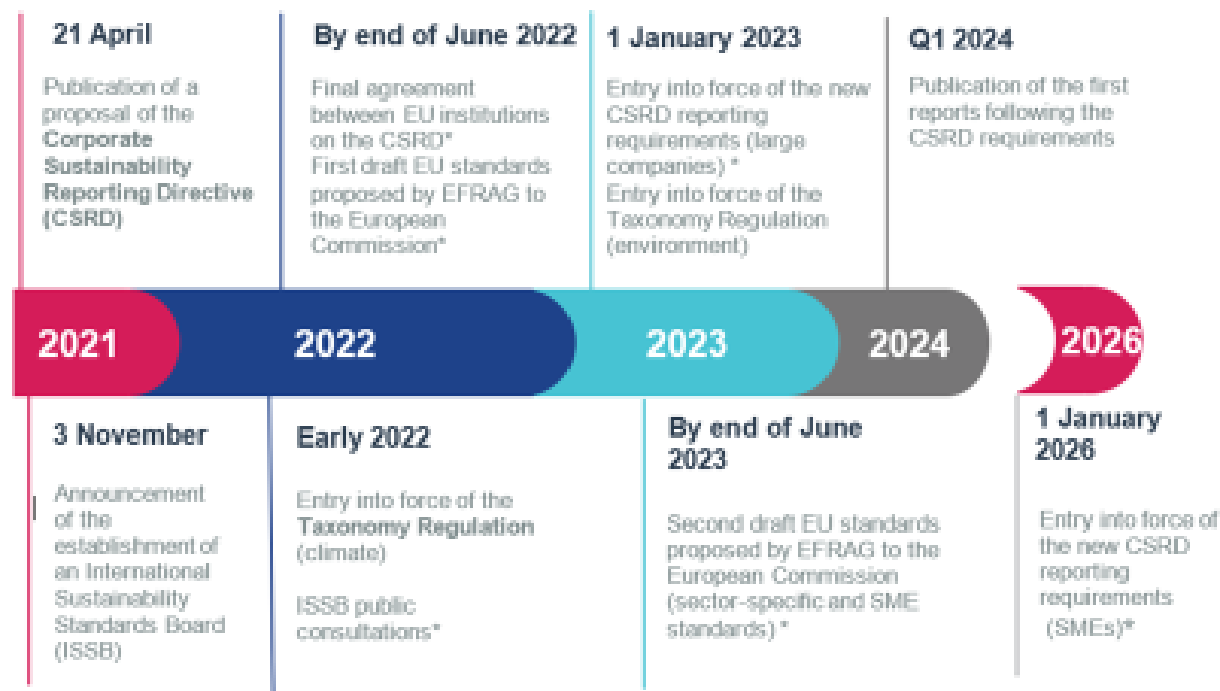 21 April
Publication of a
proposal of the
Corporate
Sustainability
Reporting Directive
(CSRD)
By end of June 2022
Final agreement
between EU institutions
on the CSRD*
First draft EU standards
proposed by EFRAG to
the European
Commission*
1 January 2023
Entry into force of the new
CSRD reporting
requirements (large
companies) *
Entry into force of the
Taxonomy Regulation
(environment)
Q1 2024
Publication of the first
reports following the
CSRD requirements
2021
2022
2023
2024
2026
3 November
Announcement
of the
establishment of
an International
Sustainability
Standards Board
(ISSB)
Early 2022
Entry into force of the
Taxonomy Regulation
(climate)
ISSB public
consultations*
By end of June
2023
Second draft EU standards
proposed by EFRAG to the
European Commission
(sector-specific and SME
standards) *
1 January
2026
Entry into force of
the new CSRD
reporting
requirements
(SMEs)*